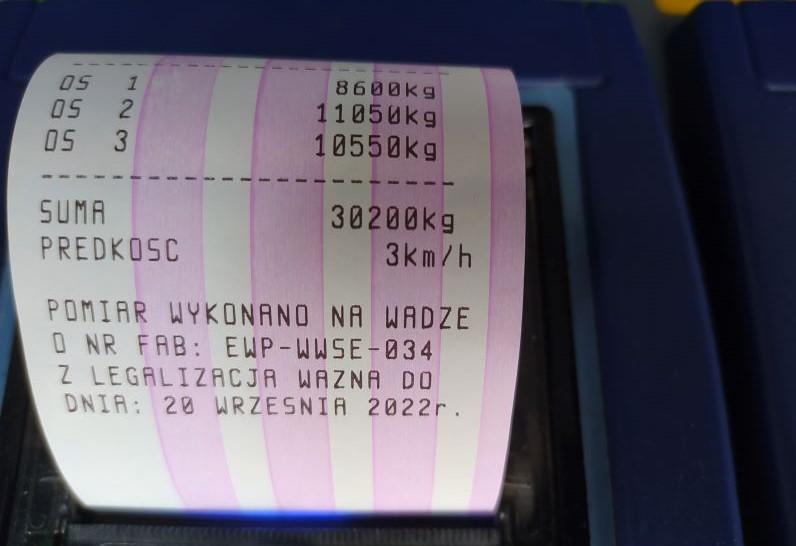 OS 1 8600kg
OS 2 11050kg
OS 3 10550kg
SUMA 30200kg
PREDKOSC 3km/h
POMIAR WYKONANO NA WADZE
O NR FAB: EWP-WWSE-034
Z LEGALIZACJA WAZNA DO
DNIA: 20 WRZESNIA 2022r.